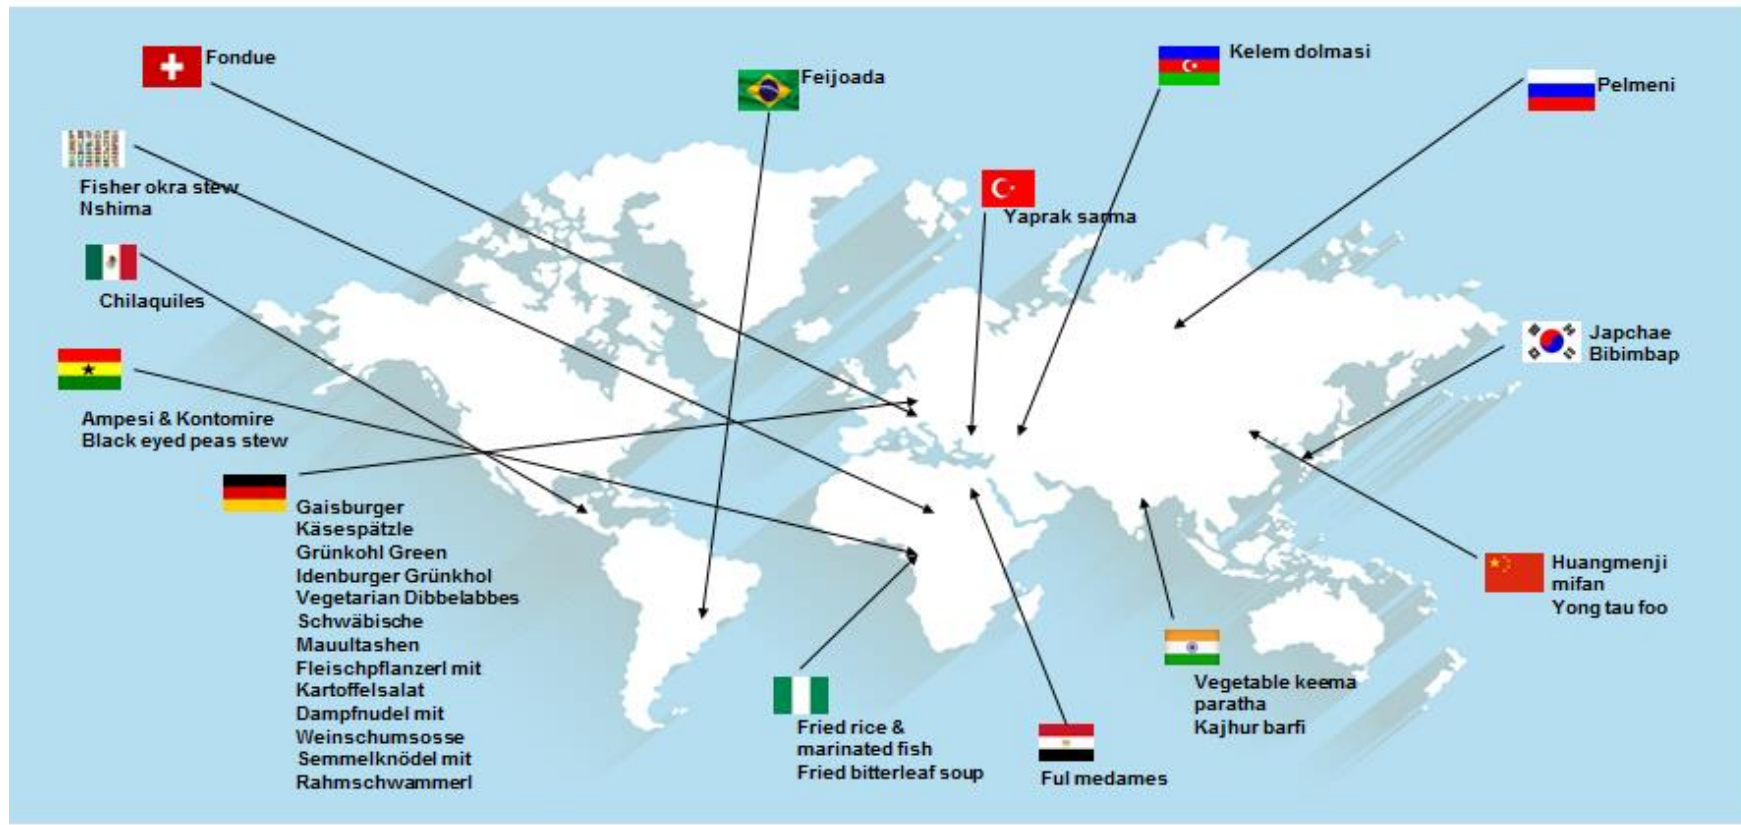 Fondue
Feijoada
Kelem dolmasi
Pelmeni
Fisher okra stew
Nshima
Yaprak sarma
Chilaquiles
Japchae
Bibimbap
Ampesi & Kontomire
Black eyed peas stew
Gaisburger
Käsespätzle
Grünkohl Green
Idenburger Grünkhol
Vegetarian Dibbelabbes
Schwäbische
Mauultashen
Fleischpflanzerl mit
Kartoffelsalat
Dampfnudel mit
Weinschumsosse
Semmelknödel mit
Rahmschwammerl
Fried rice &
marinated fish
Fried bitterleaf soup
Ful medames
Vegetable keema
paratha
Kajhur barfi
Huangmenji
mifan
Yong tau foo